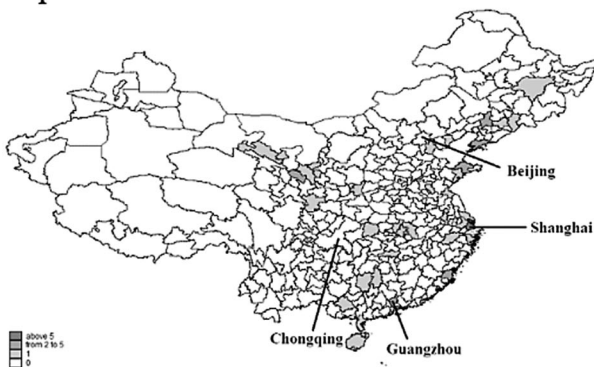 Beijing
Shanghai
Chongqing
Guangzhou
above 5
from 2 to 5
1
0